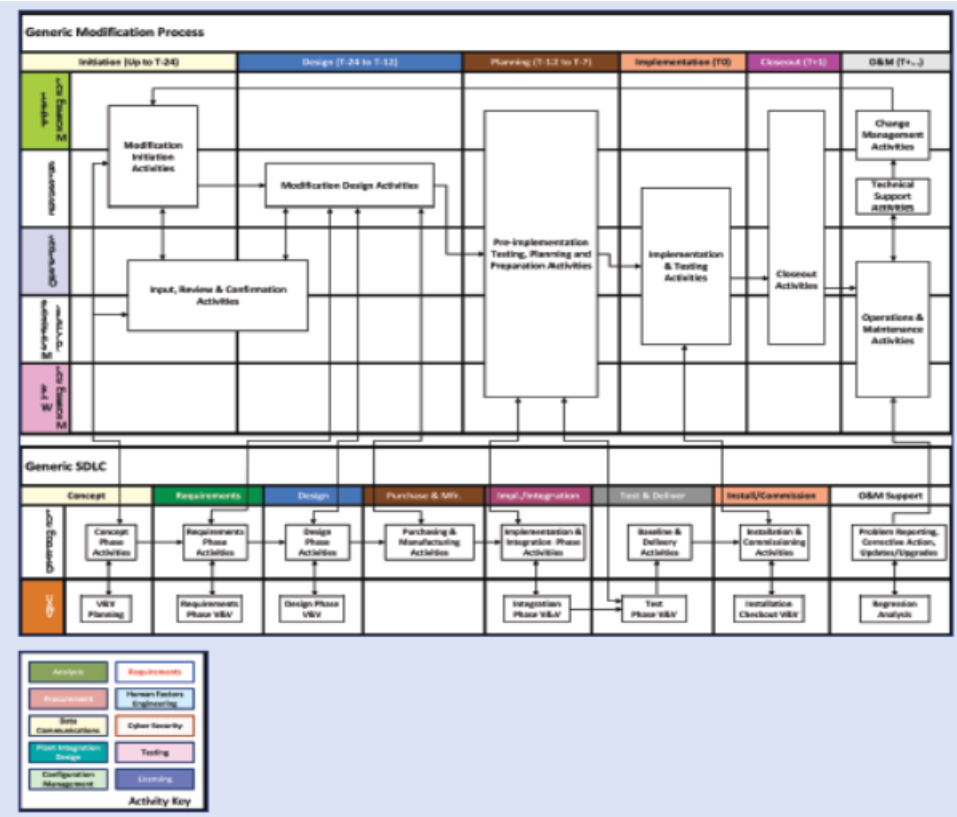 Generic Modification Process
Initiation (Up to T-24)
Design (T-24 to T-12)
Planning (T-12 to T-7)
Implementation (T0)
Closeout (T+1)
O&M (T+...)
Modification
Initiation
Activities
Change
Management
Activities
Modification Design Activities
Technical
Support
Activities
Pre-implementation
Testing, Planning and
Preparation Activities
Implementation
& Testing
Activities
Closeout
Activities
Input, Review & Confirmation
Activities
Operations &
Maintenance
Activities
Generic SDLC
Concept
Requirements
Design
Purchase & Mfr.
Impl./Integration
Test & Deliver
Install/Commission
O&M Support
Concept
Phase
Activities
Requirements
Phase
Activities
Design
Phase
Activities
Purchasing &
Manufacturing
Activities
Implementation &
Integration Phase
Activities
Baseline &
Delivery
Activities
Installation &
Commissioning
Activities
Problem Reporting,
Corrective Action,
Updates/Upgrades
V&V
Planning
Requirements
Phase V&V
Design Phase
V&V
Integration
Phase V&V
Test
Phase V&V
Installation
Checkout V&V
Regression
Analysis
Analysis
Requirements
Procurement
Human Factors
Engineering
Data
Communications
Cyber Security
Plant Integration
Design
Testing
Configuration
Management
Licensing
Activity Key